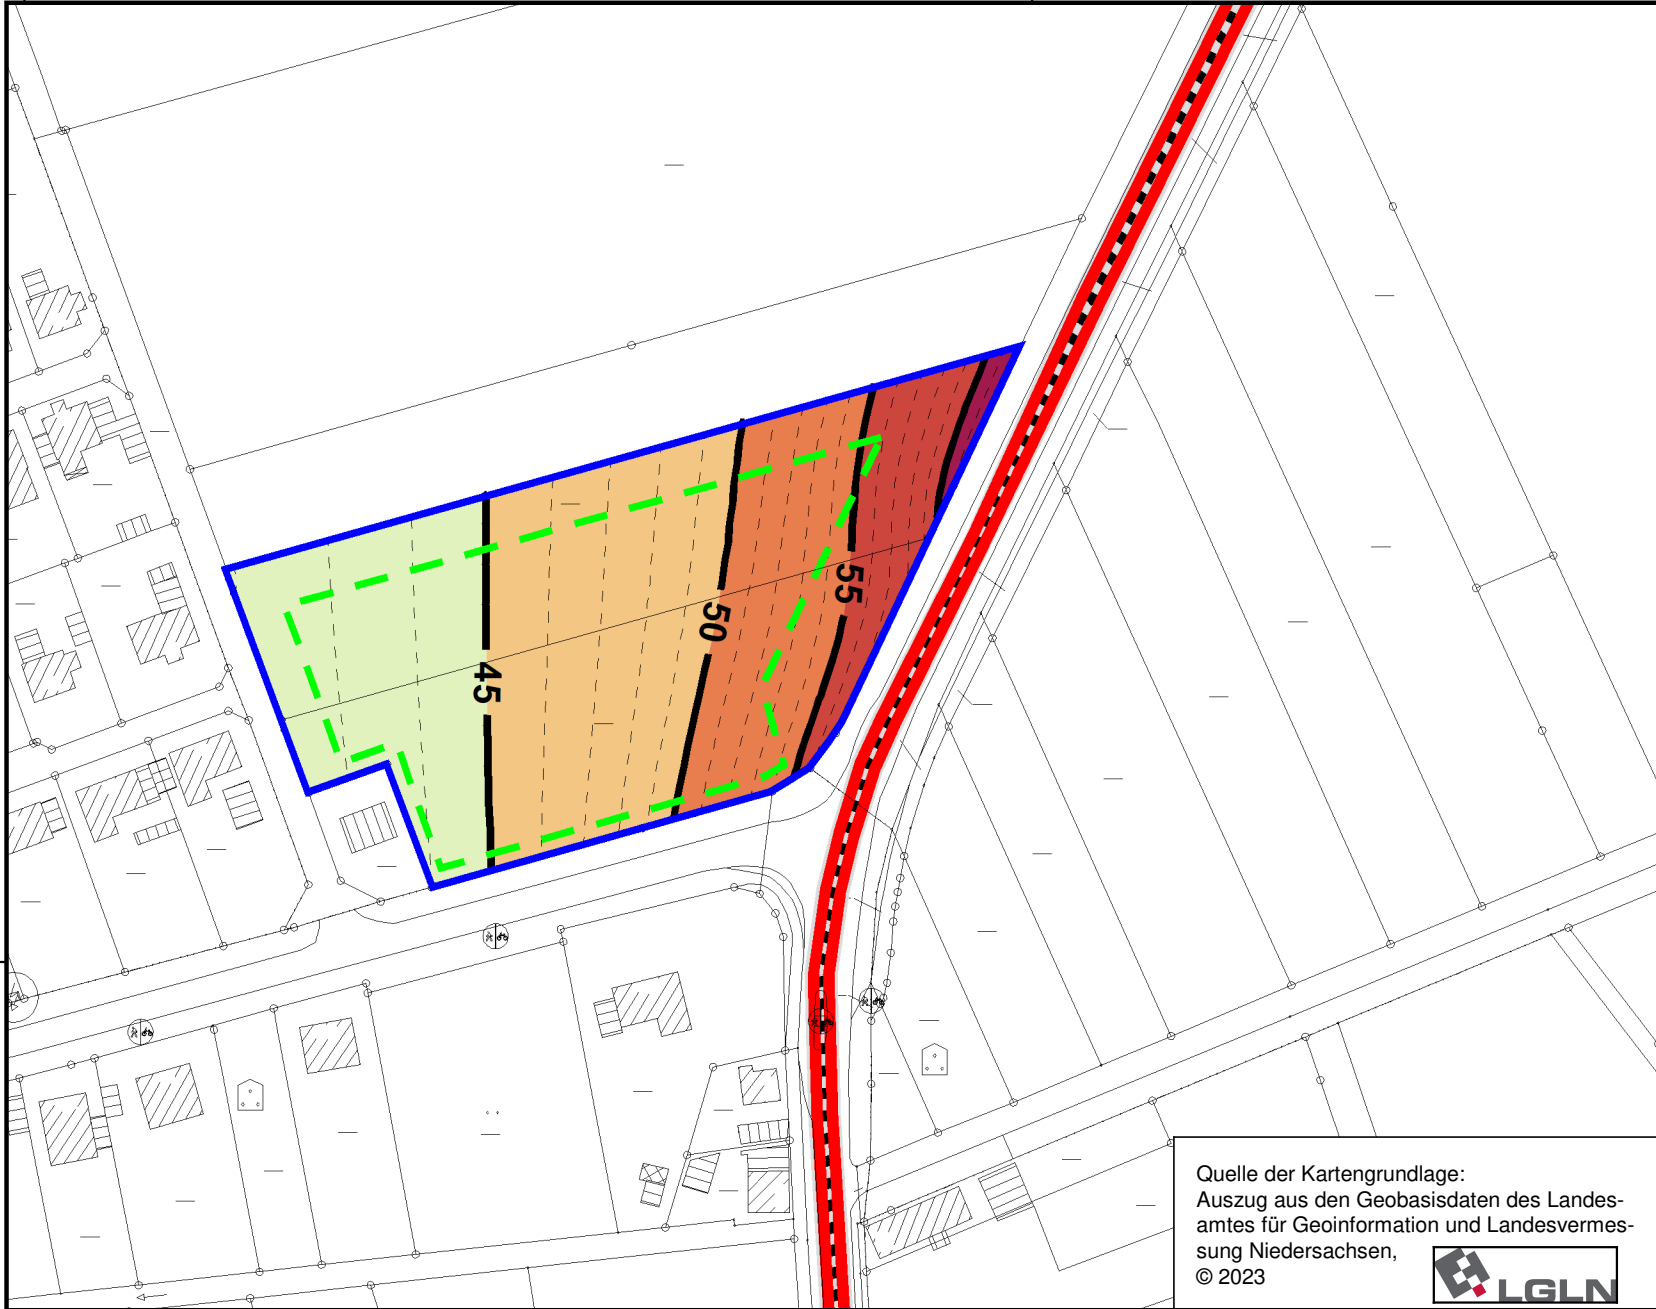 55
50
45
Quelle der Kartengrundlage:
Auszug aus den Geobasisdaten des Landes-
amtes für Geoinformation und Landesvermes-
sung Niedersachsen,
© 2023
LGLN